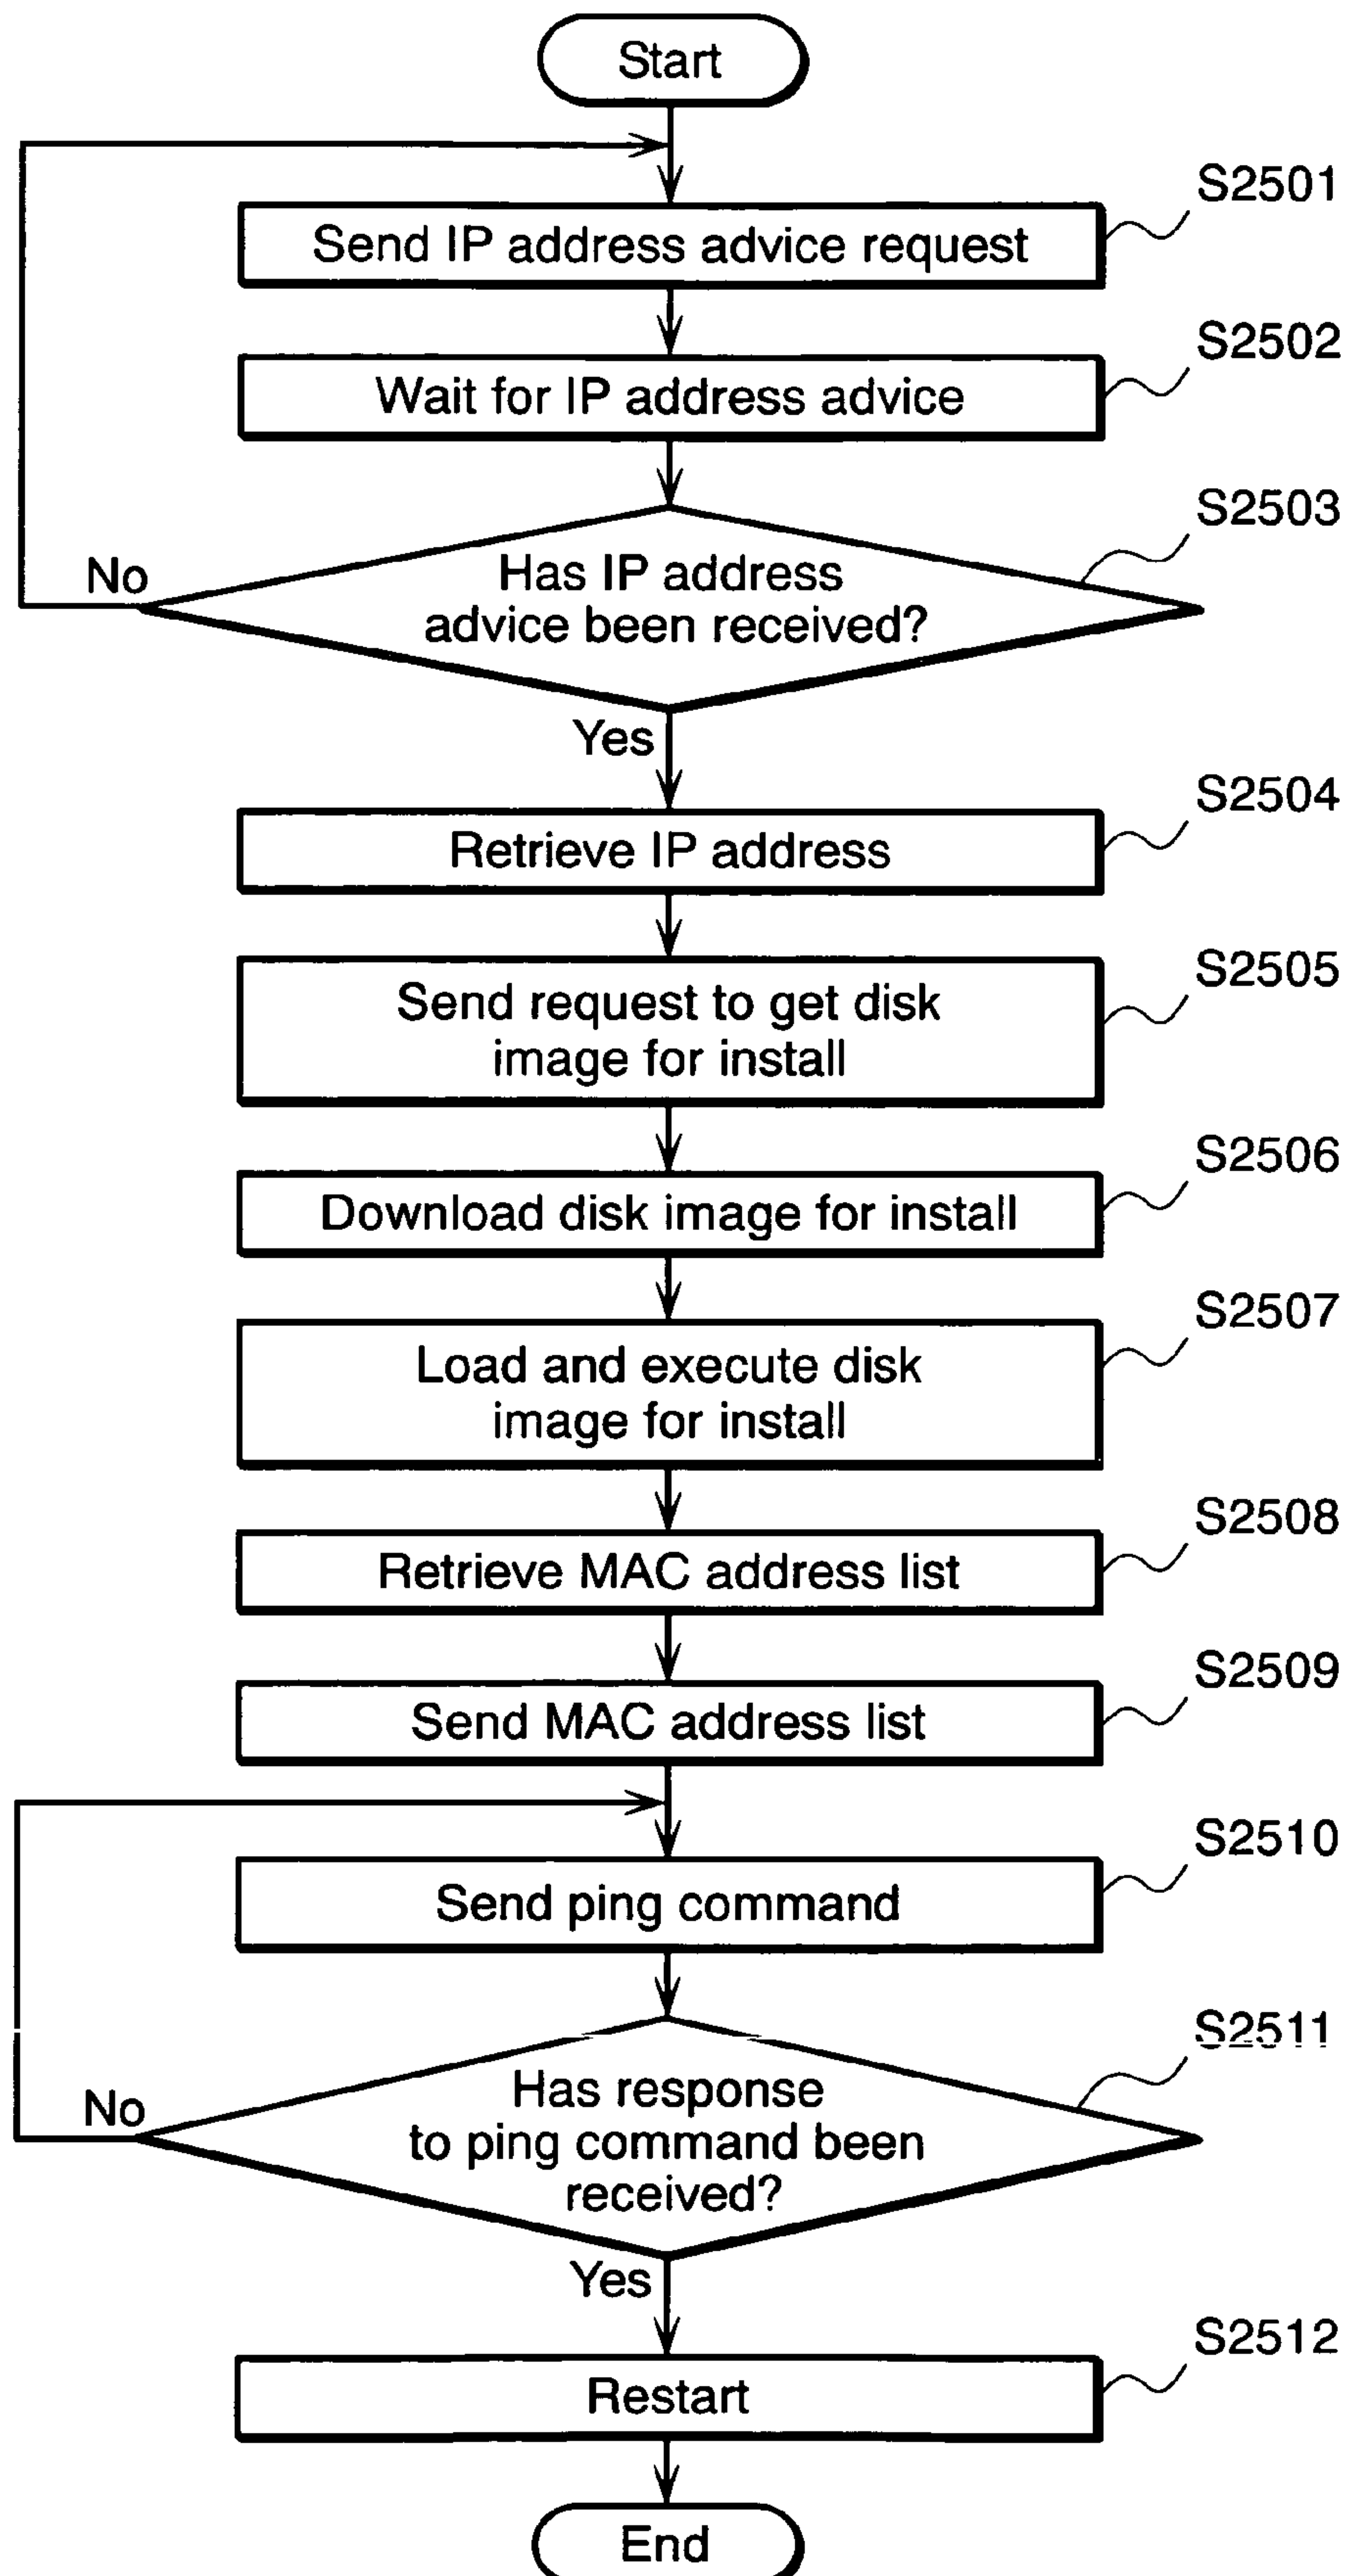 Start
S2501
Send IP address advice request
S2502
Wait for IP address advice
S2503
Has IP address
advice been received?
No
Yes
S2504
Retrieve IP address
S2505
Send request to get disk
image for install
S2506
Download disk image for install
S2507
Load and execute disk
image for install
S2508
Retrieve MAC address list
S2509
Send MAC address list
S2510
Send ping command
S2511
Has response
to ping command been
received?
No
Yes
S2512
Restart
End